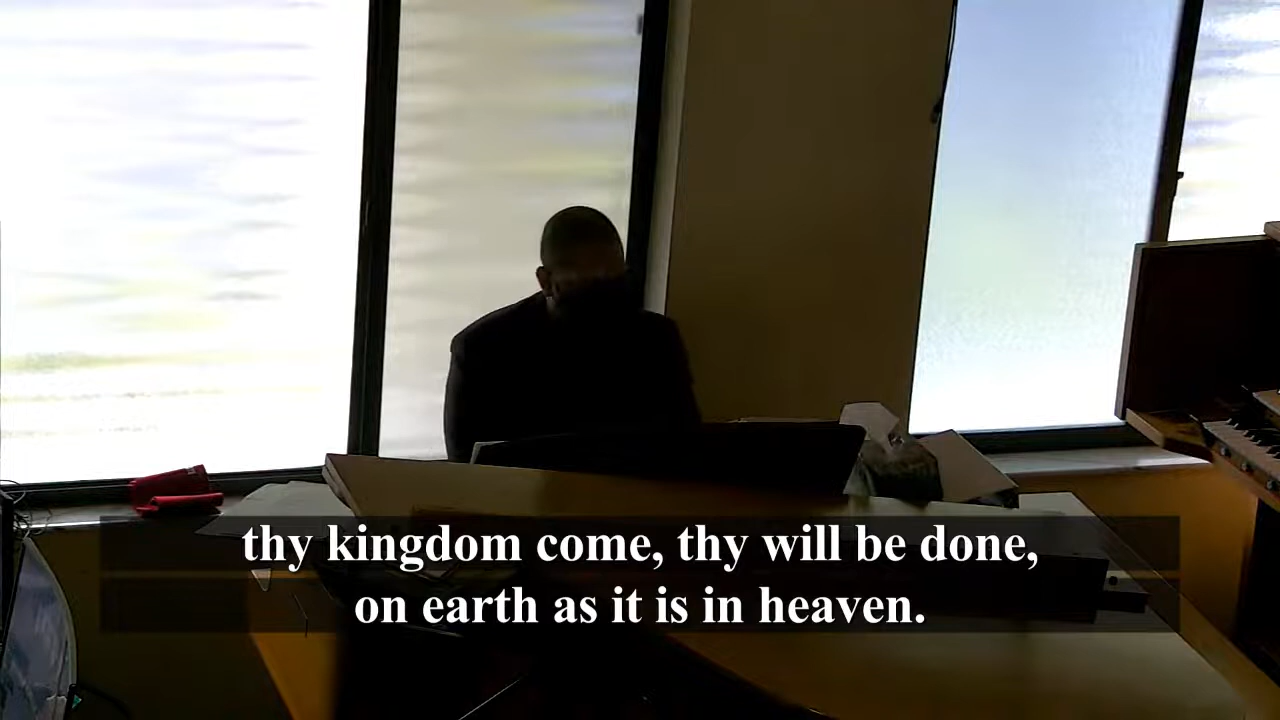 thy kingdom come, thy will be done,
on earth as it is in heaven.